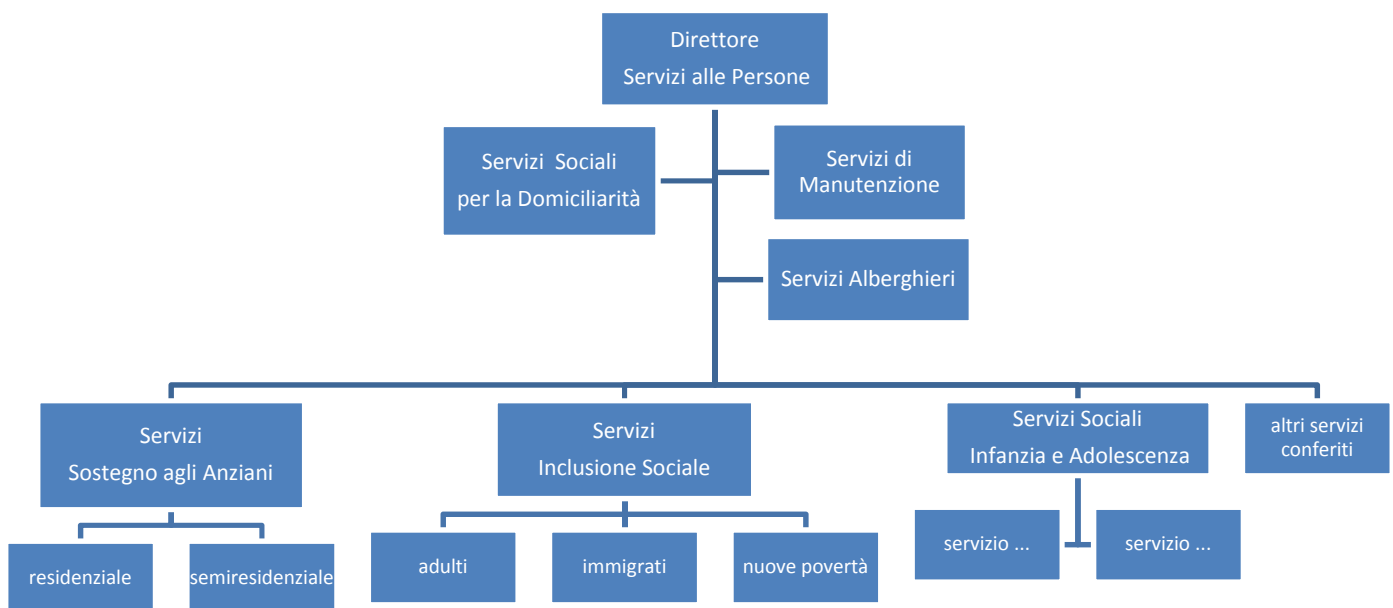 Direttore
Servizi alle Persone
Servizi Sociali
per la Domiciliarità
Servizi di
Manutenzione
Servizi Alberghieri
Servizi
Sostegno agli Anziani
Servizi
Inclusione Sociale
Servizi Sociali
Infanzia e Adolescenza
altri servizi
conferiti
residenziale
semiresidenziale
adulti
immigrati
nuove povertà
servizio ...
servizio ...